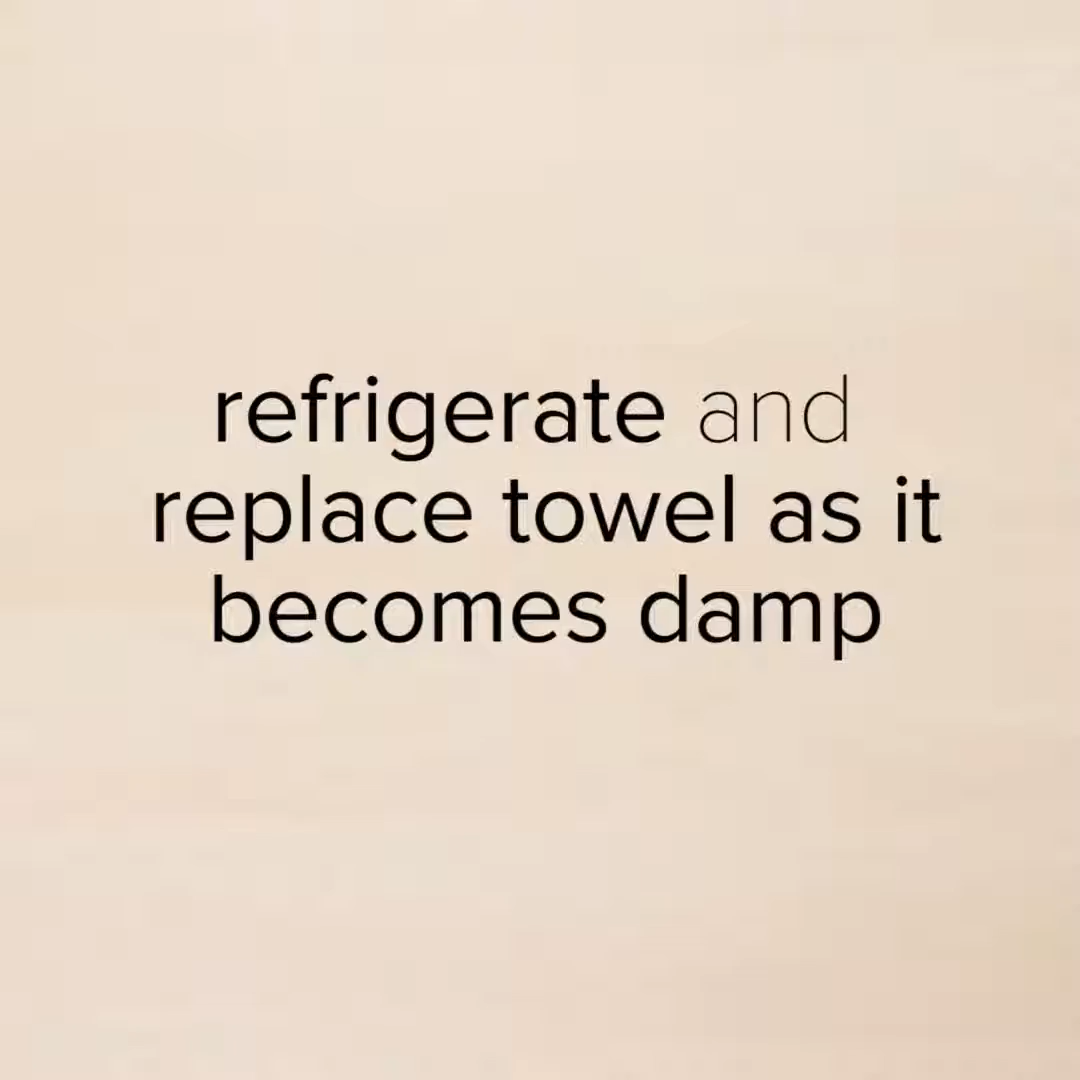 refrigerate and
replace towel as it
becomes damp